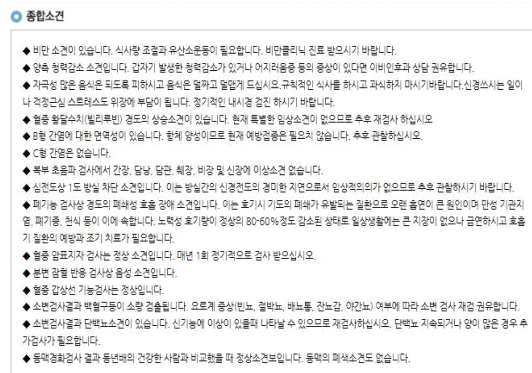 종합소견
◆ 비만 소견이 있습니다. 식사량 조절과 유산소운동이 필요합니다. 비만클리닉 진료 받으시기 바랍니다.
◆ 양측 청력감소 소견입니다. 갑자기 발생한 청력감소가 있거나 어지러움증 등의 증상이 있다면 이비인후과 상담 권유합니다.
◆ 자극성 많은 음식은 되도록 피하시고 음식은 덜짜고 덜맵게 드십시오.규칙적인 식사를 하시고 과식하지 마시기바랍니다.신경쓰시는 일이
나 걱정근심 스트레스도 위장에 부담이 됩니다. 정기적인 내시경 검진 하시기 바랍니다.
◆ 혈중 황달수치(빌리루빈) 경도의 상승소견이 있습니다. 현재 특별한 임상소견이 없으므로 추후 재검사 하십시오
◆ B형 간염에 대한 면역성이 있습니다. 항체 양성이므로 현재 예방접종은 필요치 않습니다. 추후 관찰하십시오.
◆ C형 간염은 없습니다.
◆ 복부 초음파 검사에서 간장, 담낭, 담관, 췌장, 비장 및 신장에 이상소견 없습니다.
◆ 심전도상 1도 방실 차단 소견입니다. 이는 방실간의 신경전도의 경미한 지연으로서 임상적의의가 없으므로 추후 관찰하시기 바랍니다.
◆ 폐기능 검사상 경도의 폐쇄성 호흡 장애 소견입니다. 이는 호기시 기도의 폐쇄가 유발되는 질환으로 오랜 흡연이 큰 원인이며 만성 기관지
염, 폐기종, 천식 등이 이에 속합니다. 노력성 호기량이 정상의 80-60%정도 감소된 상태로 일상생활에는 큰 지장이 없으나 금연하시고 호흡
기 질환의 예방과 조기 치료가 필요합니다.
◆ 혈중 암표지자 검사는 정상 소견입니다. 매년 1회 정기적으로 검사 받으십시오.
◆ 분변 잠혈 반응 검사상 음성 소견입니다.
◆ 혈중 갑상선 기능검사는 정상입니다.
◆ 소변검사결과 백혈구등이 소량 검출됩니다. 요로계 증상(빈뇨, 절박뇨, 배뇨통, 잔뇨감, 야간뇨) 여부에 따라 소변 검사 재검 권유합니다.
◆ 소변검사결과 단백뇨소견이 있습니다. 신기능에 이상이 있을때 나타날 수 있으므로 재검사하십시오. 단백뇨 지속되거나 양이 많은 경우 추
가검사가 필요합니다.
◆ 동맥경화검사 결과 동년배의 건강한 사람과 비교했을 때 정상소견보입니다. 동맥의 폐색소견도 없습니다.